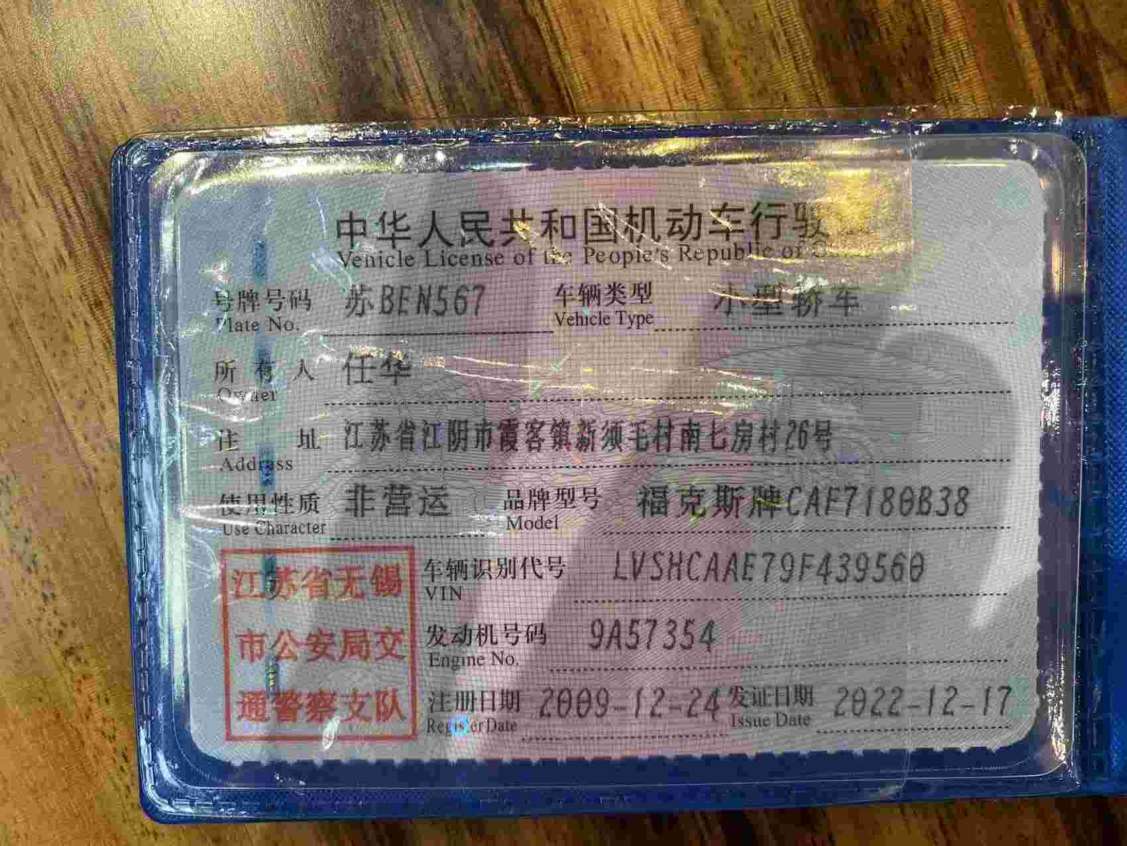 中华人民共和国机动车行驶
Vehicle License of the People's Republic of
号牌号码 苏BEN567 车辆类型 小型轿车
Plate No. Vehicle Type
所有人 任华
Owner
住址 江苏省江阴市霞客镇新须毛村南七房村26号
Address
使用性质 非营运 品牌型号 福克斯牌CAF7180B38
Use Character Model
江苏省无锡
市公安局交
通警察支队
车辆识别代号 LVSHCAAE79F439560
VIN
发动机号码 9A57354
Engine No.
注册日期 2009-12-24 发证日期 2022-12-17
Register Date Issue Date